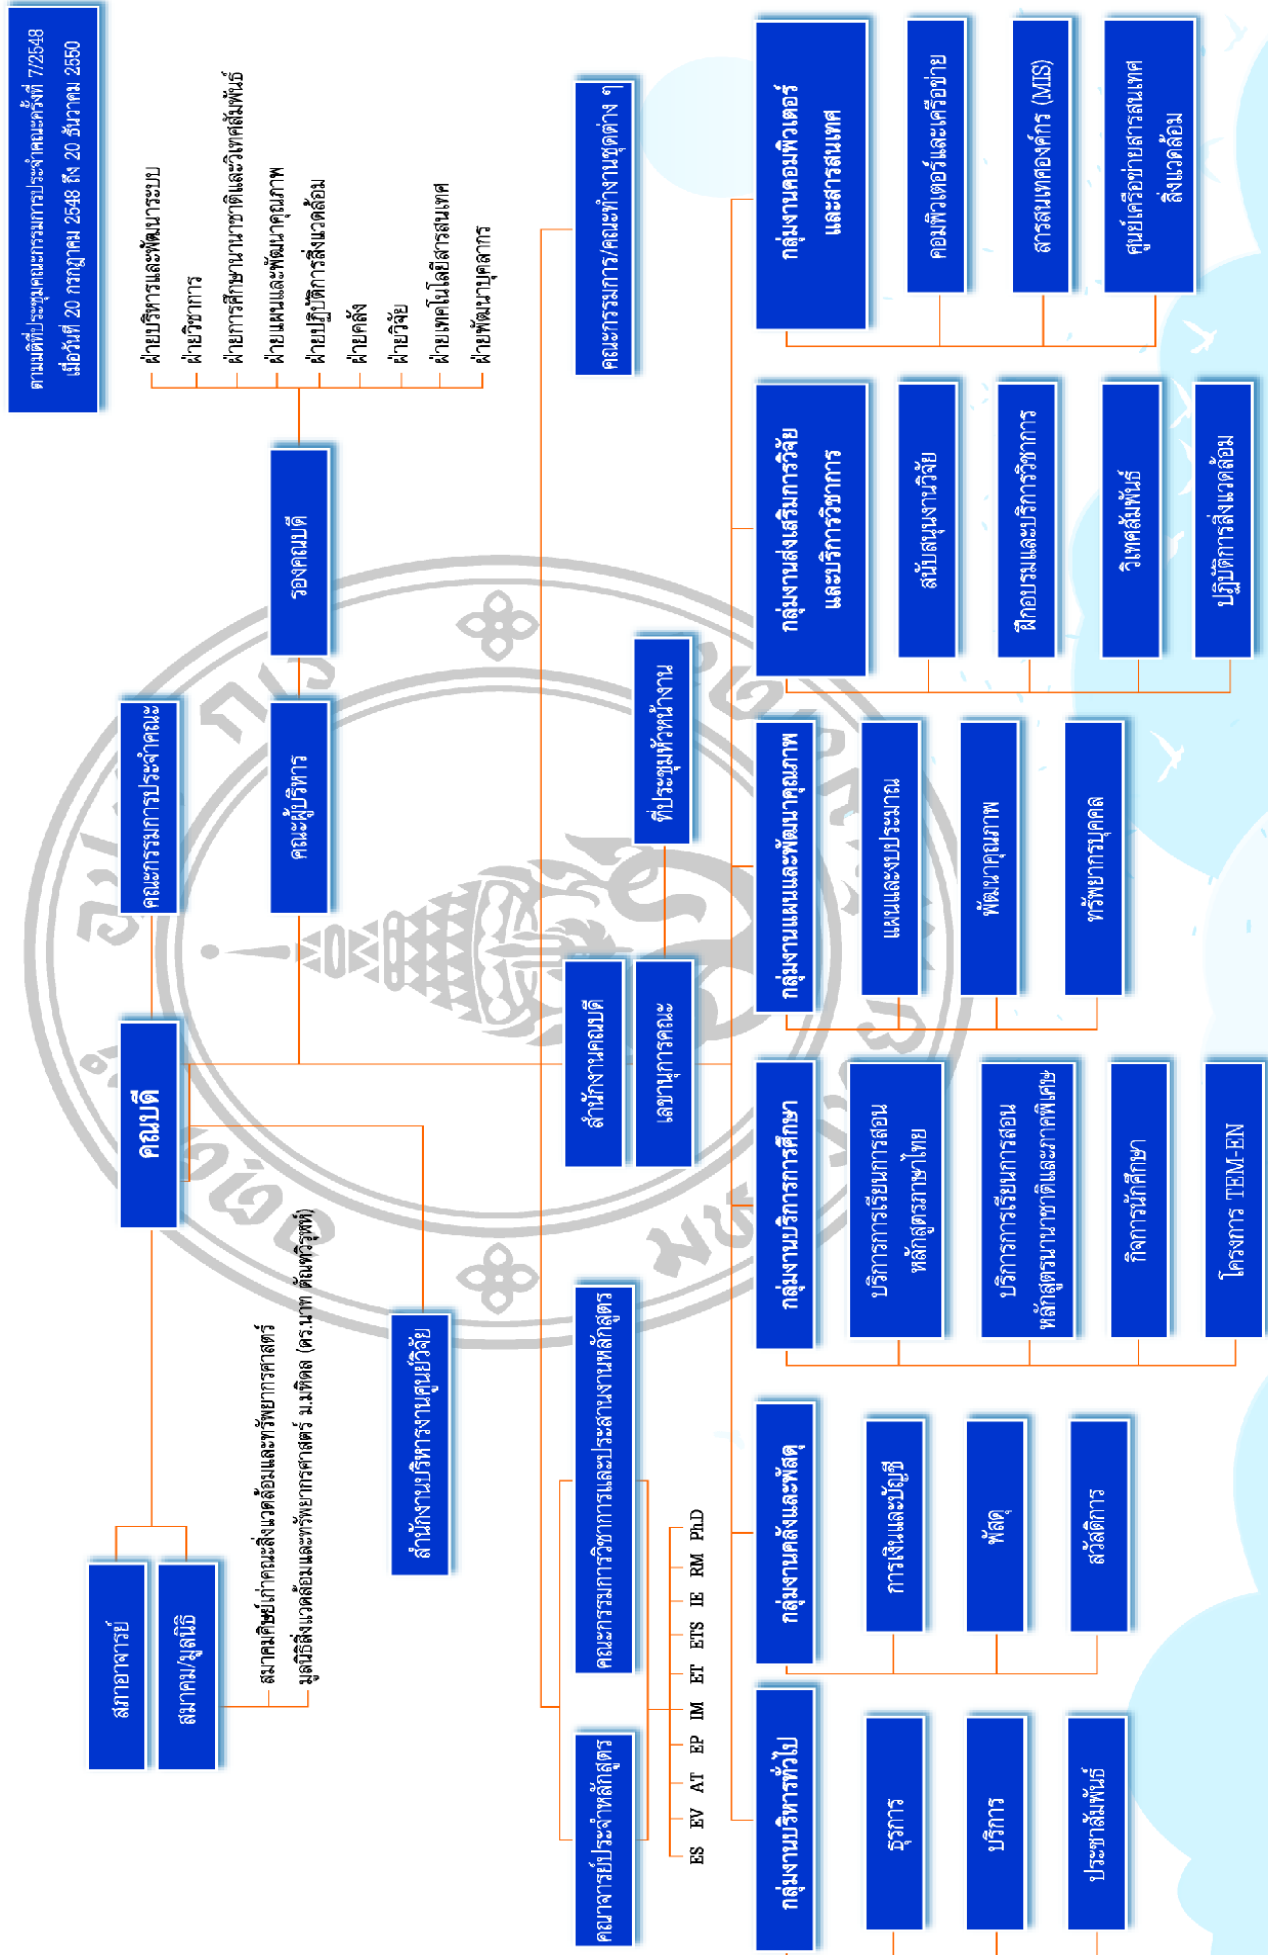 ตามมติที่ประชุมคณะกรรมการประจำคณะครั้งที่ 7/2548
เมื่อวันที่ 20 กรกฎาคม 2548 ถึง 20 ธันวาคม 2550
คณบดี
คณะกรรมการประจำคณะ
สภาอาจารย์
สมาคม/มูลนิธิ
สมาคมศิษย์เก่าคณะสิ่งแวดล้อมและทรัพยากรศาสตร์
มูลนิธิสิ่งแวดล้อมและทรัพยากรศาสตร์ ม.มหิดล (ดร.นาท ตัณฑวิรุฬห์)
คณะผู้บริหาร
รองคณบดี
ฝ่ายบริหารและพัฒนาระบบ
ฝ่ายวิชาการ
ฝ่ายการศึกษานานาชาติและวิเทศสัมพันธ์
ฝ่ายแผนและพัฒนาคุณภาพ
ฝ่ายปฏิบัติการสิ่งแวดล้อม
ฝ่ายคลัง
ฝ่ายวิจัย
ฝ่ายเทคโนโลยีสารสนเทศ
ฝ่ายพัฒนาบุคลากร
สำนักงานบริหารงานศูนย์วิจัย
คณาจารย์ประจำหลักสูตร
คณะกรรมการวิชาการและประสานงานหลักสูตร
สำนักงานคณบดี
เลขานุการคณะ
ที่ประชุมหัวหน้างาน
คณะกรรมการ/คณะทำงานชุดต่าง ๆ
ES EV AT EP IM ET ETS IE RM Ph.D
กลุ่มงานบริหารทั่วไป
ธุรการ
บริการ
ประชาสัมพันธ์
กลุ่มงานคลังและพัสดุ
การเงินและบัญชี
พัสดุ
สวัสดิการ
กลุ่มงานบริการการศึกษา
บริการการเรียนการสอน
หลักสูตรภาษาไทย
บริการการเรียนการสอน
หลักสูตรนานาชาติและภาคพิเศษ
กิจการนักศึกษา
โครงการ TEM-EN
กลุ่มงานแผนและพัฒนาคุณภาพ
แผนและงบประมาณ
พัฒนาคุณภาพ
ทรัพยากรบุคคล
กลุ่มงานส่งเสริมการวิจัย
และบริการวิชาการ
สนับสนุนงานวิจัย
ฝึกอบรมและบริการวิชาการ
วิเทศสัมพันธ์
ปฏิบัติการสิ่งแวดล้อม
กลุ่มงานคอมพิวเตอร์
และสารสนเทศ
คอมพิวเตอร์และเครือข่าย
สารสนเทศองค์กร (MIS)
ศูนย์เครือข่ายสารสนเทศ
สิ่งแวดล้อม